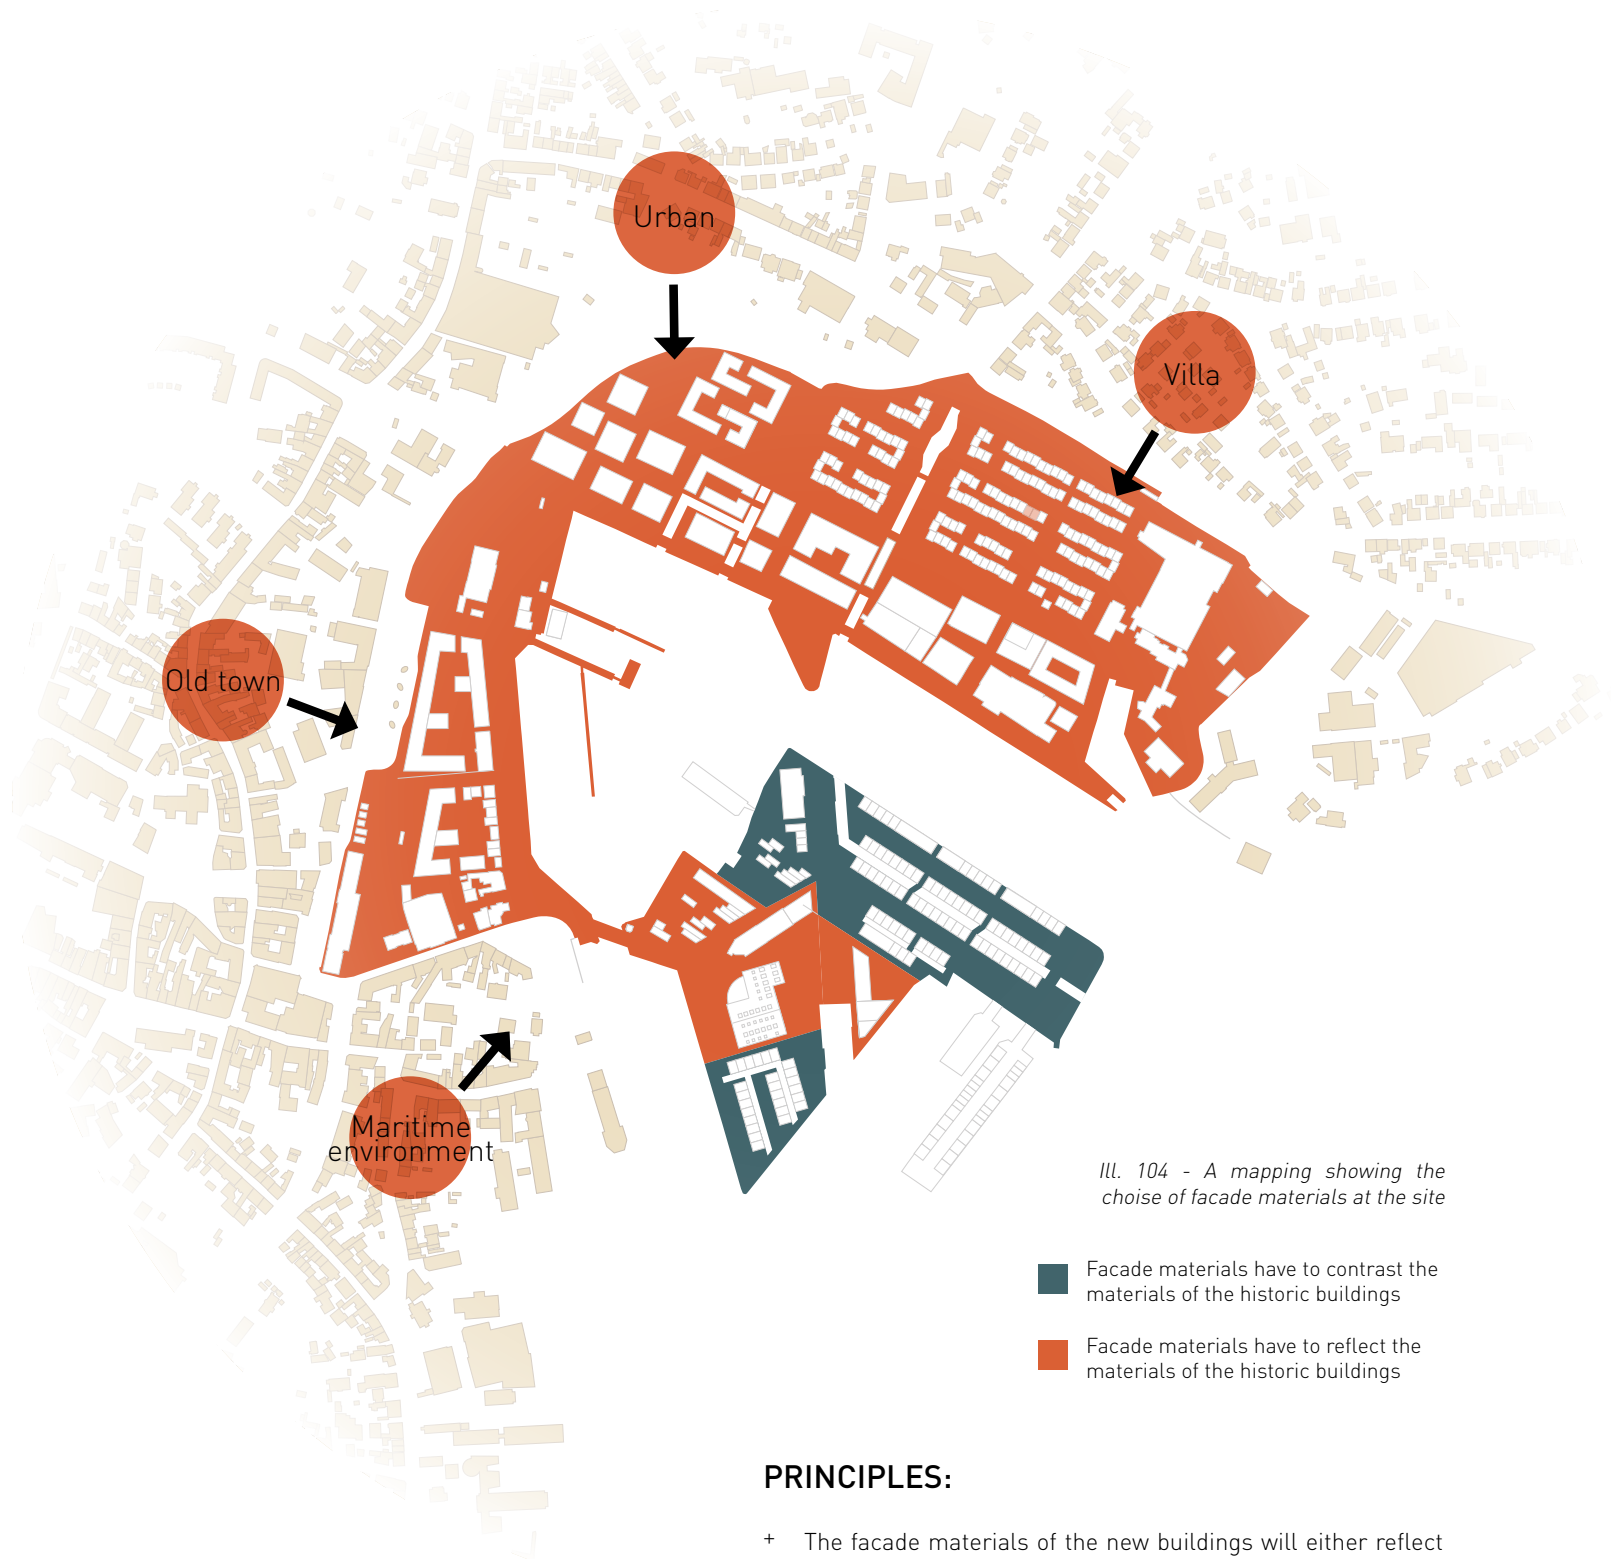 Urban
Villa
Old town
Maritime
environment
Ill. 104 - A mapping showing the
choise of facade materials at the site
Facade materials have to contrast the
materials of the historic buildings
Facade materials have to reflect the
materials of the historic buildings
PRINCIPLES:
+ The facade materials of the new buildings will either reflect